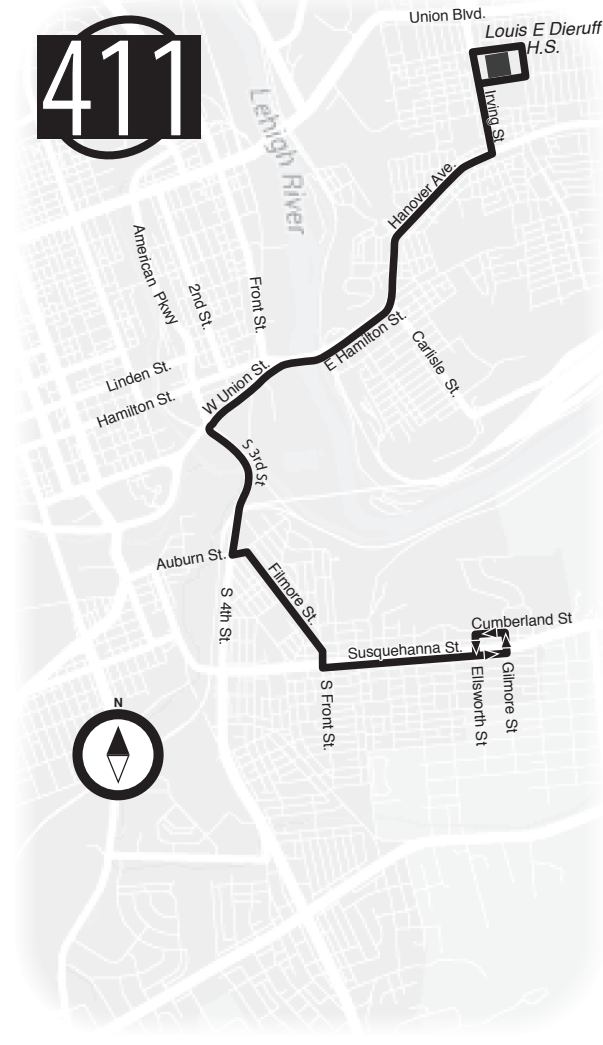 411
Union Blvd.
Louis E Dieruff
H.S.
Irving St
Lehigh River
Hanover Ave.
American Pkwy
2nd St.
Front St.
E Hamilton St.
Carlisle St.
Linden St.
Hamilton St.
W Union St.
S 3rd St
Auburn St.
Filmore St.
S 4th St.
Cumberland St
Susquehanna St.
Ellsworth St
Gilmore St
S Front St.
N